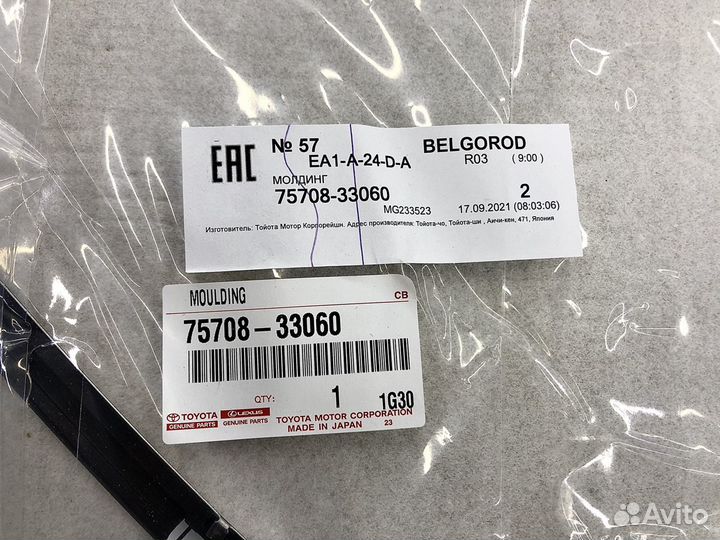 EAC
№ 57
BELGOROD
EA1-A-24-D-A
R03 (9:00)
МОЛДИНГ
75708-33060
2
MG233523
17.09.2021 (08:03:06)
Изготовитель: Тойота Мотор Корпорейшн. Адрес производителя: Тойота-чо, Тойота-ши , Аичи-кен, 471, Япония
MOULDING
CB
75708-33060
QTY: 1 1G30
TOYOTA
GENUINE PARTS
LEXUS
GENUINE PARTS
TOYOTA MOTOR CORPORATION
MADE IN JAPAN 23
Avito